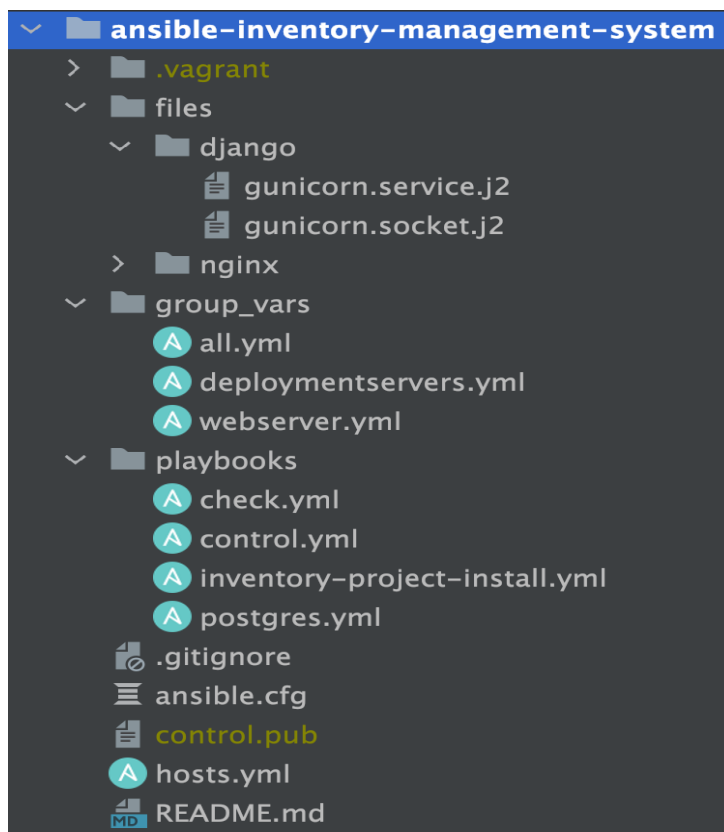 ansible-inventory-management-system
.vagrant
files
django
gunicorn.service.j2
gunicorn.socket.j2
nginx
group_vars
A all.yml
A deploymentservers.yml
A webserver.yml
playbooks
A check.yml
A control.yml
A inventory-project-install.yml
A postgres.yml
.gitignore
ansible.cfg
control.pub
A hosts.yml
MD README.md